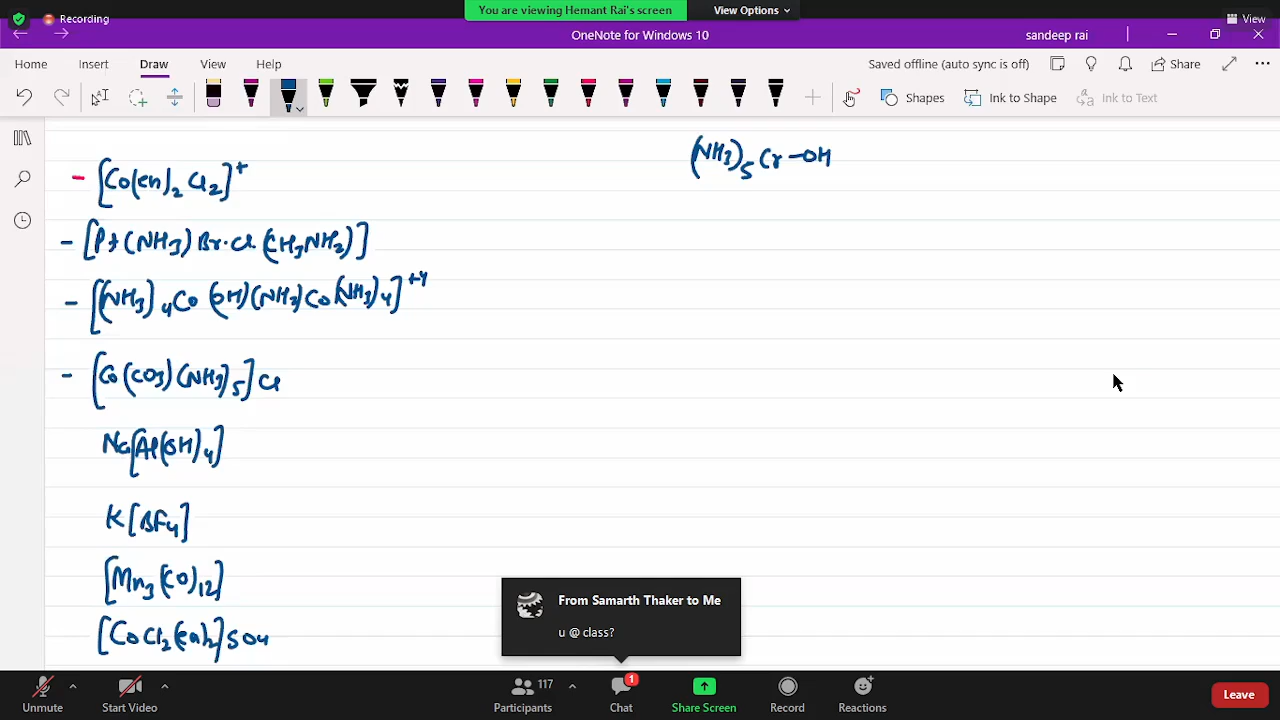 Recording
You are viewing Hemant Rai's screen
View Options
View
OneNote for Windows 10
sandeep rai
Home Insert Draw View Help
Saved offline (auto sync is off)
Share
Shapes
Ink to Shape
Ink to Text
(NH3)5 Cr-OH
- [Co(en)2 Cl2]+
- [Pt(NH3)Br·Cl(CH3NH2)]
- [(NH3)4Co(OH)(NH2)Co(NH3)4]+4
- [Co(CO3)(NH3)5]Cl
Na[Al(OH)4]
K[BF4]
[Mn3(CO)12]
[CoCl2(en)2]SO4
From Samarth Thaker to Me
u @ class?
117
1
Unmute
Start Video
Participants
Chat
Share Screen
Record
Reactions
Leave